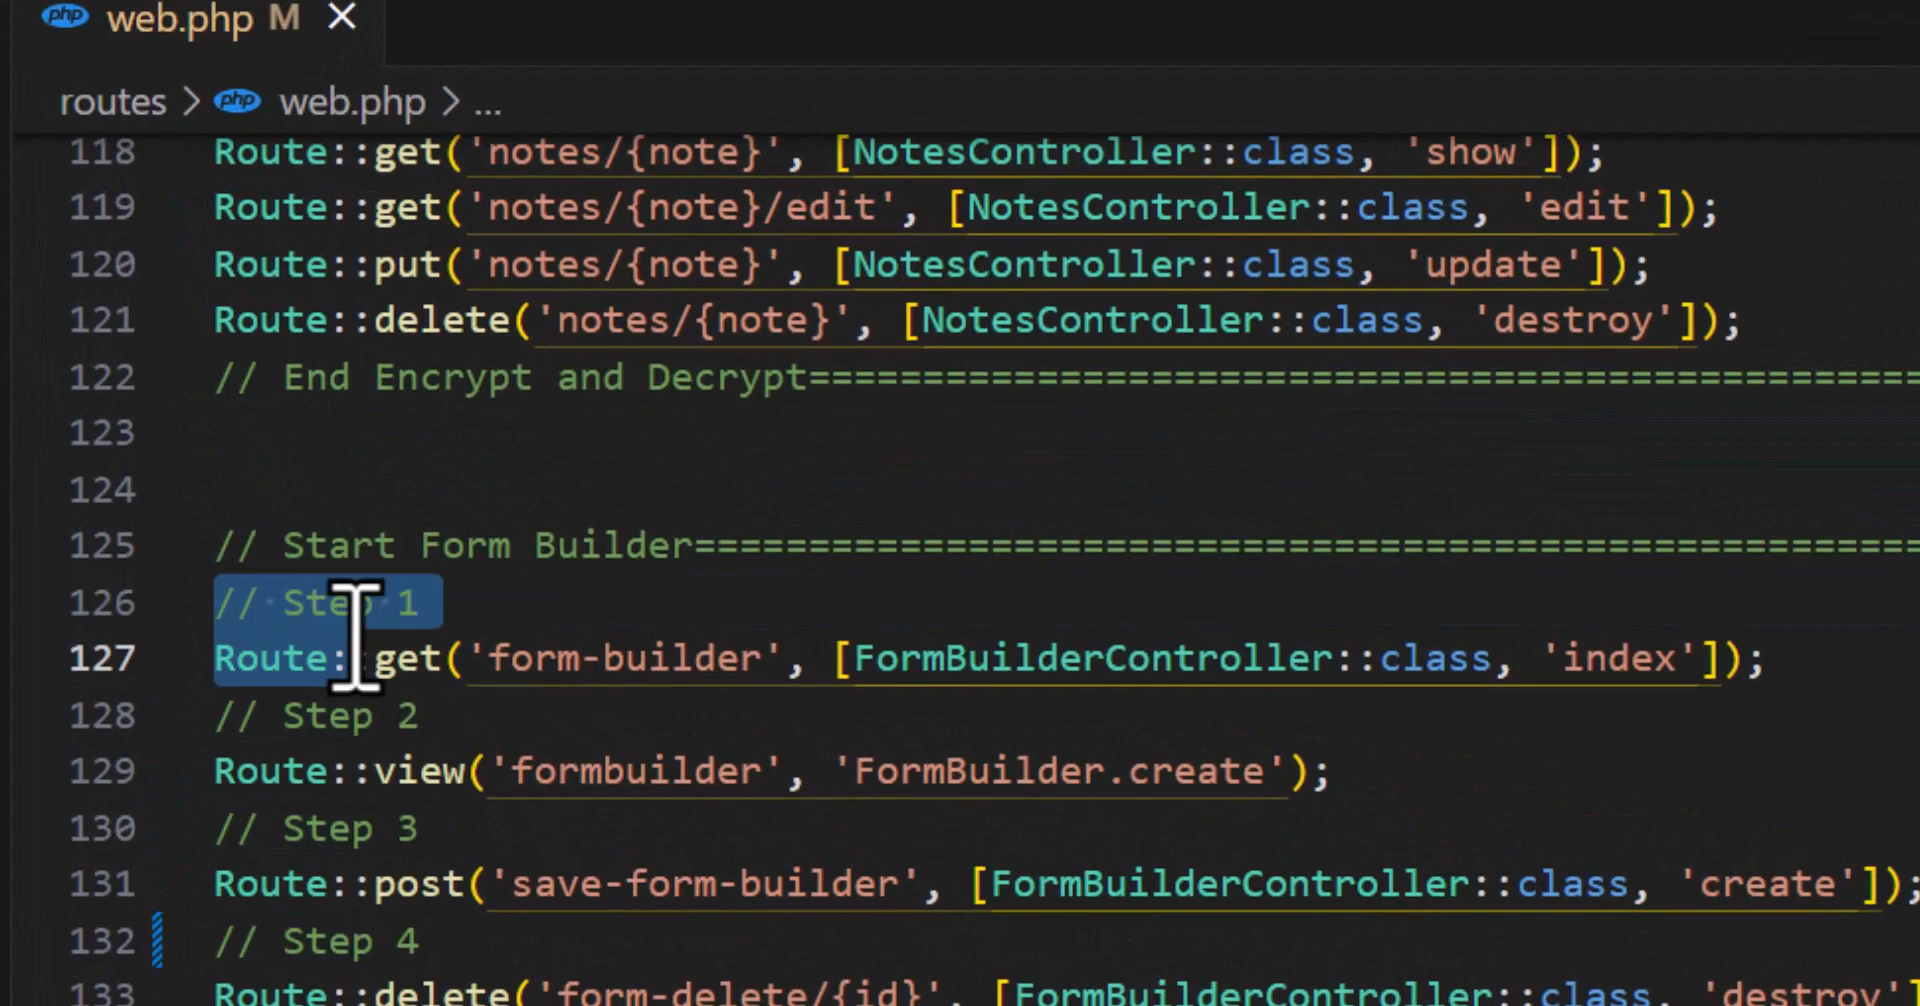 php web.php M
routes > php web.php > ...
118 Route::get('notes/{note}', [NotesController::class, 'show']);
119 Route::get('notes/{note}/edit', [NotesController::class, 'edit']);
120 Route::put('notes/{note}', [NotesController::class, 'update']);
121 Route::delete('notes/{note}', [NotesController::class, 'destroy']);
122 // End Encrypt and Decrypt=================================================
123
124
125 // Start Form Builder======================================================
126 // Step 1
127 Route::get('form-builder', [FormBuilderController::class, 'index']);
128 // Step 2
129 Route::view('formbuilder', 'FormBuilder.create');
130 // Step 3
131 Route::post('save-form-builder', [FormBuilderController::class, 'create']);
132 // Step 4
133 Route::delete('form-delete/{id}', [FormBuilderController::class, 'destroy']